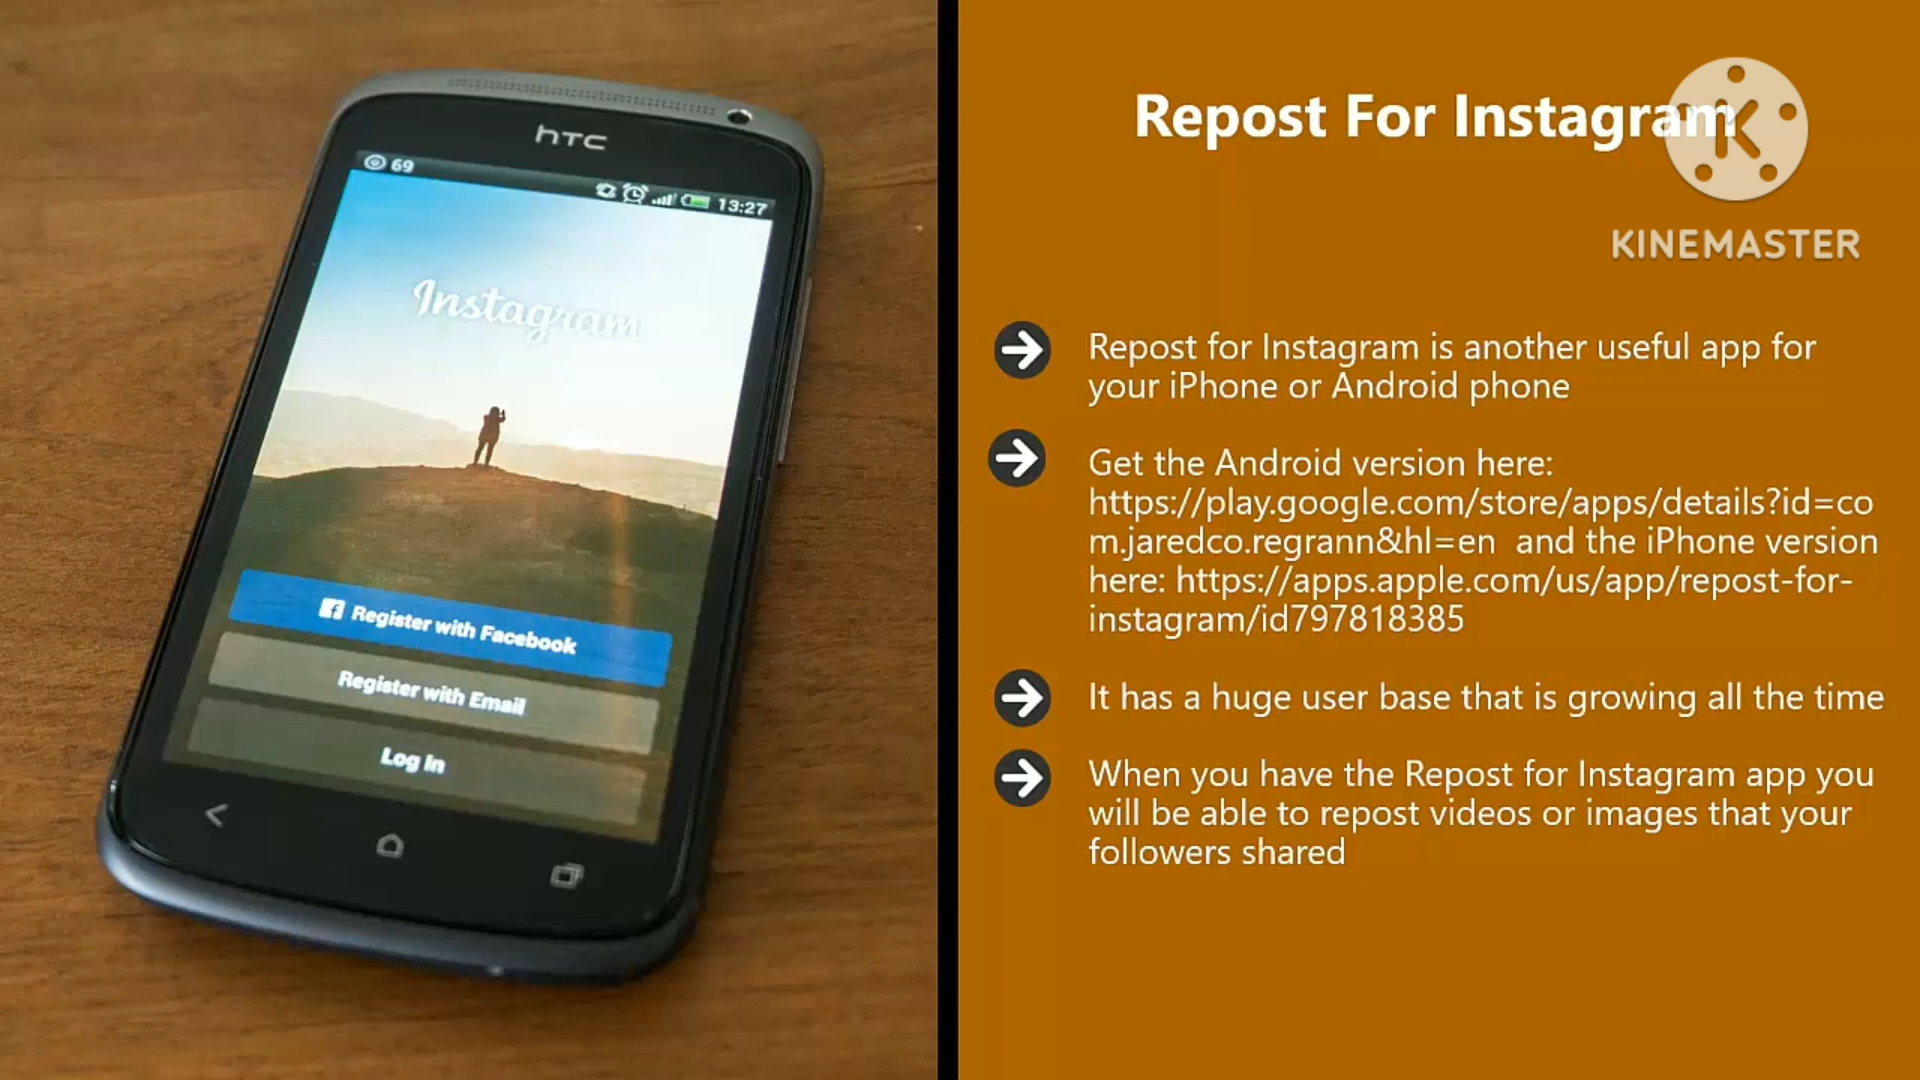 hTC
69
13:27
Instagram
Register with Facebook
Register with Email
Log In
Repost For Instagram
K
KINEMASTER
Repost for Instagram is another useful app for
your iPhone or Android phone
Get the Android version here:
https://play.google.com/store/apps/details?id=co
m.jaredco.regrann&hl=en and the iPhone version
here: https://apps.apple.com/us/app/repost-for-
instagram/id797818385
It has a huge user base that is growing all the time
When you have the Repost for Instagram app you
will be able to repost videos or images that your
followers shared